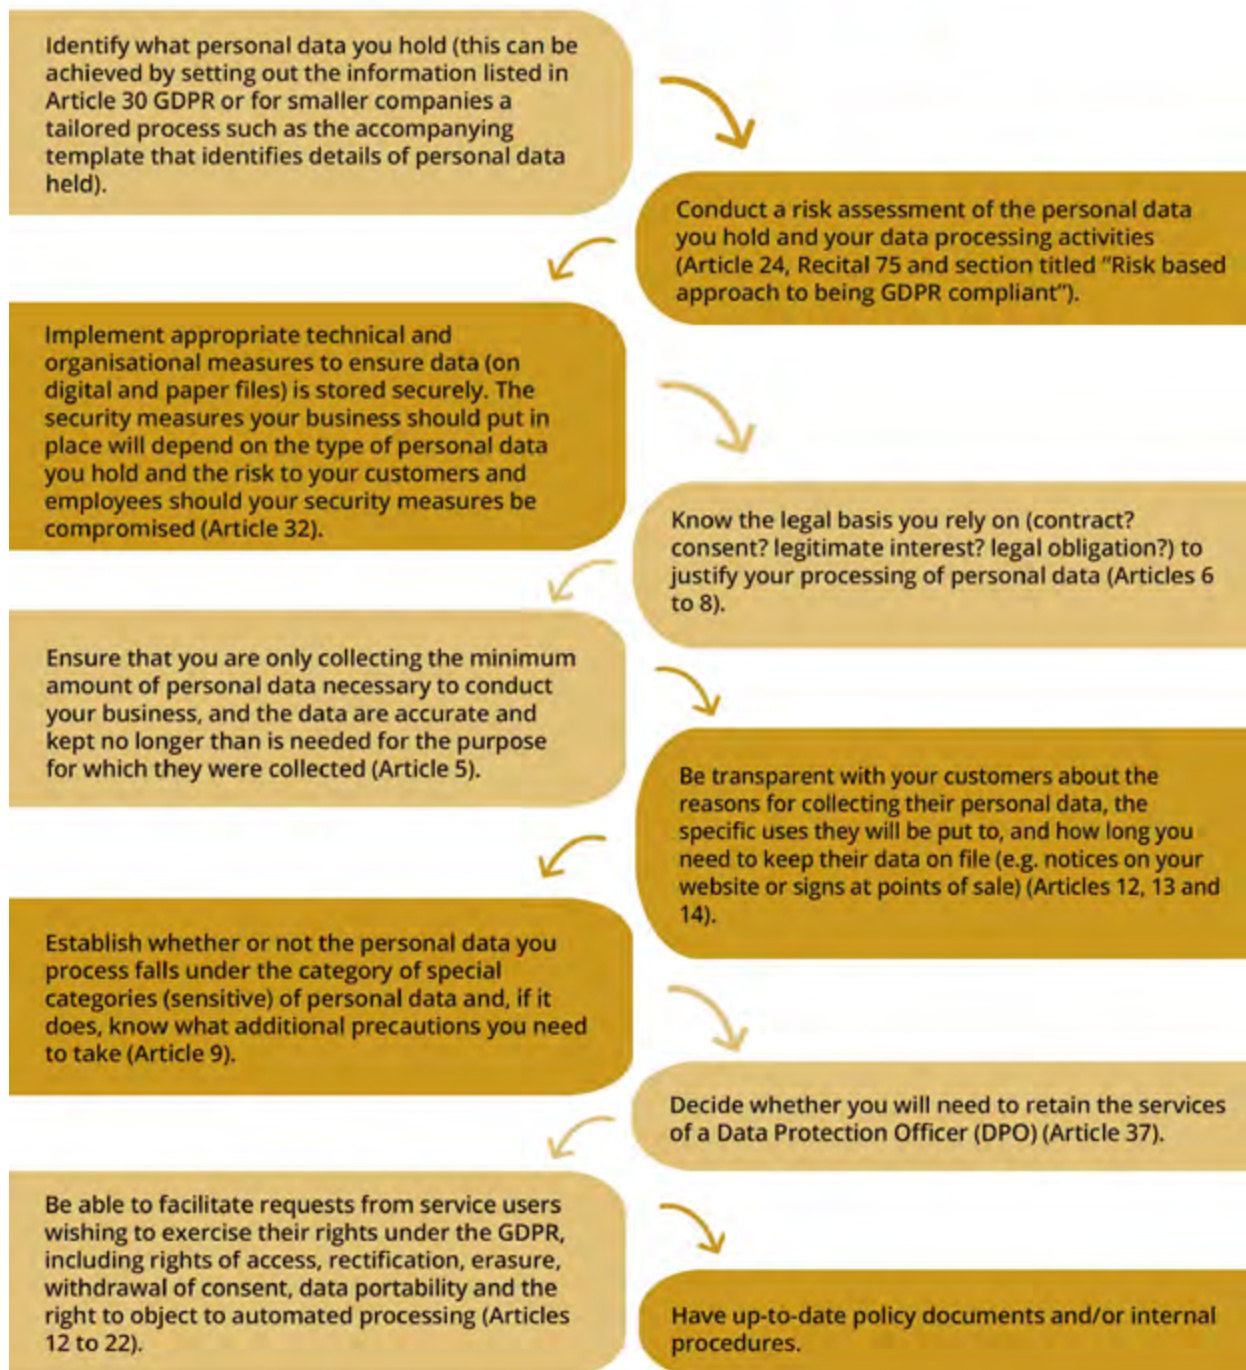 Identify what personal data you hold (this can be
achieved by setting out the information listed in
Article 30 GDPR or for smaller companies a
tailored process such as the accompanying
template that identifies details of personal data
held).
Conduct a risk assessment of the personal data
you hold and your data processing activities
(Article 24, Recital 75 and section titled "Risk based
approach to being GDPR compliant").
Implement appropriate technical and
organisational measures to ensure data (on
digital and paper files) is stored securely. The
security measures your business should put in
place will depend on the type of personal data
you hold and the risk to your customers and
employees should your security measures be
compromised (Article 32).
Know the legal basis you rely on (contract?
consent? legitimate interest? legal obligation?) to
justify your processing of personal data (Articles 6
to 8).
Ensure that you are only collecting the minimum
amount of personal data necessary to conduct
your business, and the data are accurate and
kept no longer than is needed for the purpose
for which they were collected (Article 5).
Be transparent with your customers about the
reasons for collecting their personal data, the
specific uses they will be put to, and how long you
need to keep their data on file (e.g. notices on your
website or signs at points of sale) (Articles 12, 13 and
14).
Establish whether or not the personal data you
process falls under the category of special
categories (sensitive) of personal data and, if it
does, know what additional precautions you need
to take (Article 9).
Decide whether you will need to retain the services
of a Data Protection Officer (DPO) (Article 37).
Be able to facilitate requests from service users
wishing to exercise their rights under the GDPR,
including rights of access, rectification, erasure,
withdrawal of consent, data portability and the
right to object to automated processing (Articles
12 to 22).
Have up-to-date policy documents and/or internal
procedures.